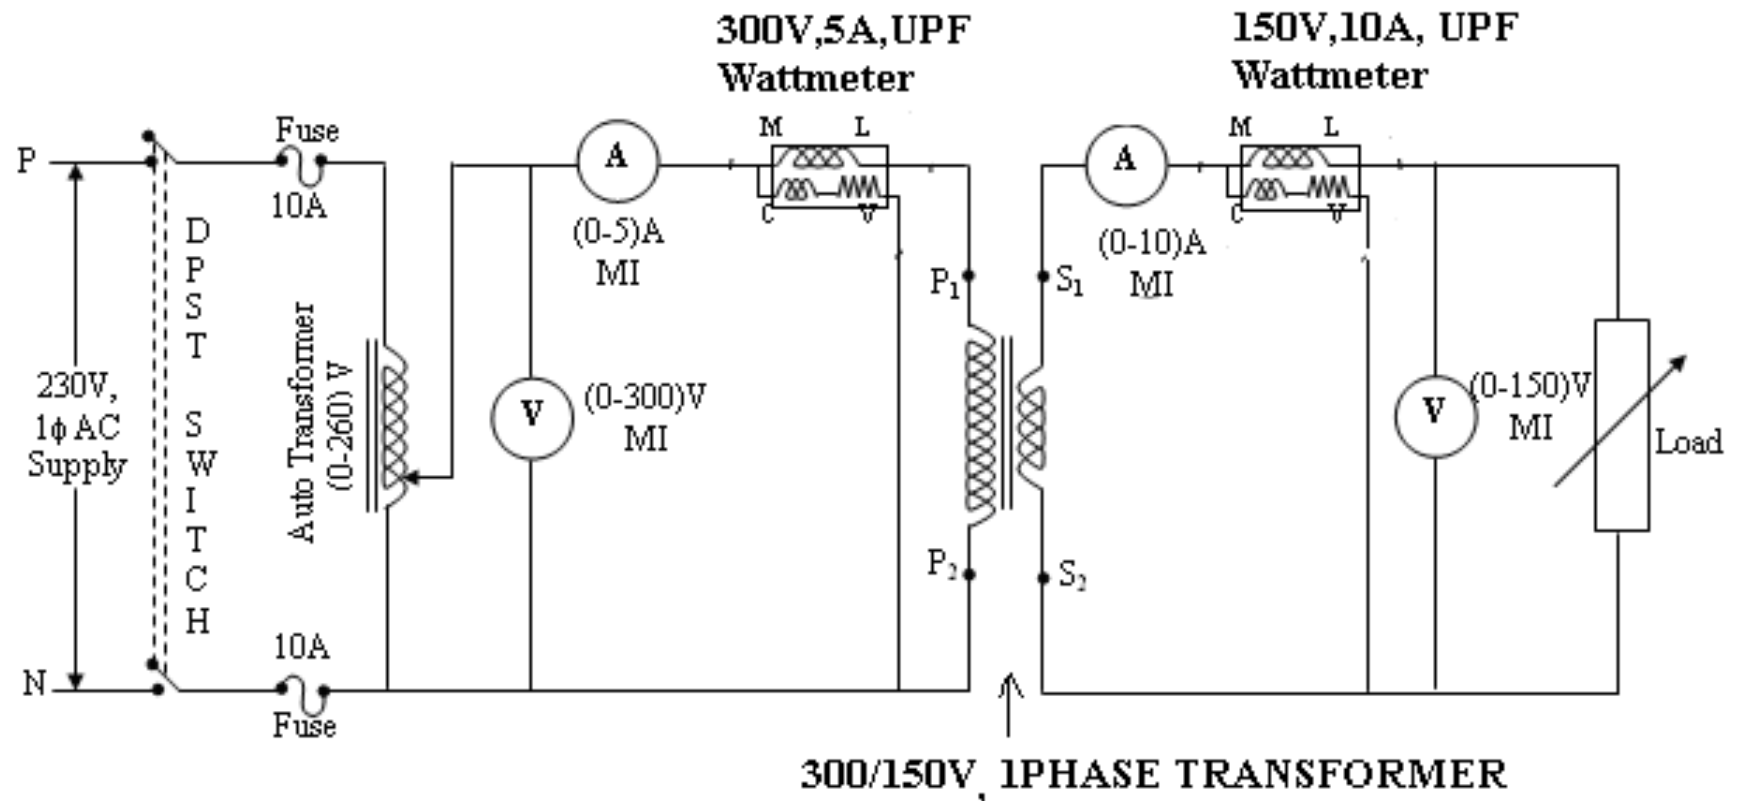 300V,5A,UPF
Wattmeter
150V,10A, UPF
Wattmeter
P
Fuse
10A
A
M L
C V
(0-5)A
MI
A
M L
C V
(0-10)A
MI
P1
S1
D
P
S
T
S
W
I
T
C
H
230V,
1ϕ AC
Supply
Auto Transformer
(0-260) V
V
(0-300)V
MI
V
(0-150)V
MI
Load
P2
S2
N
10A
Fuse
300/150V, 1PHASE TRANSFORMER